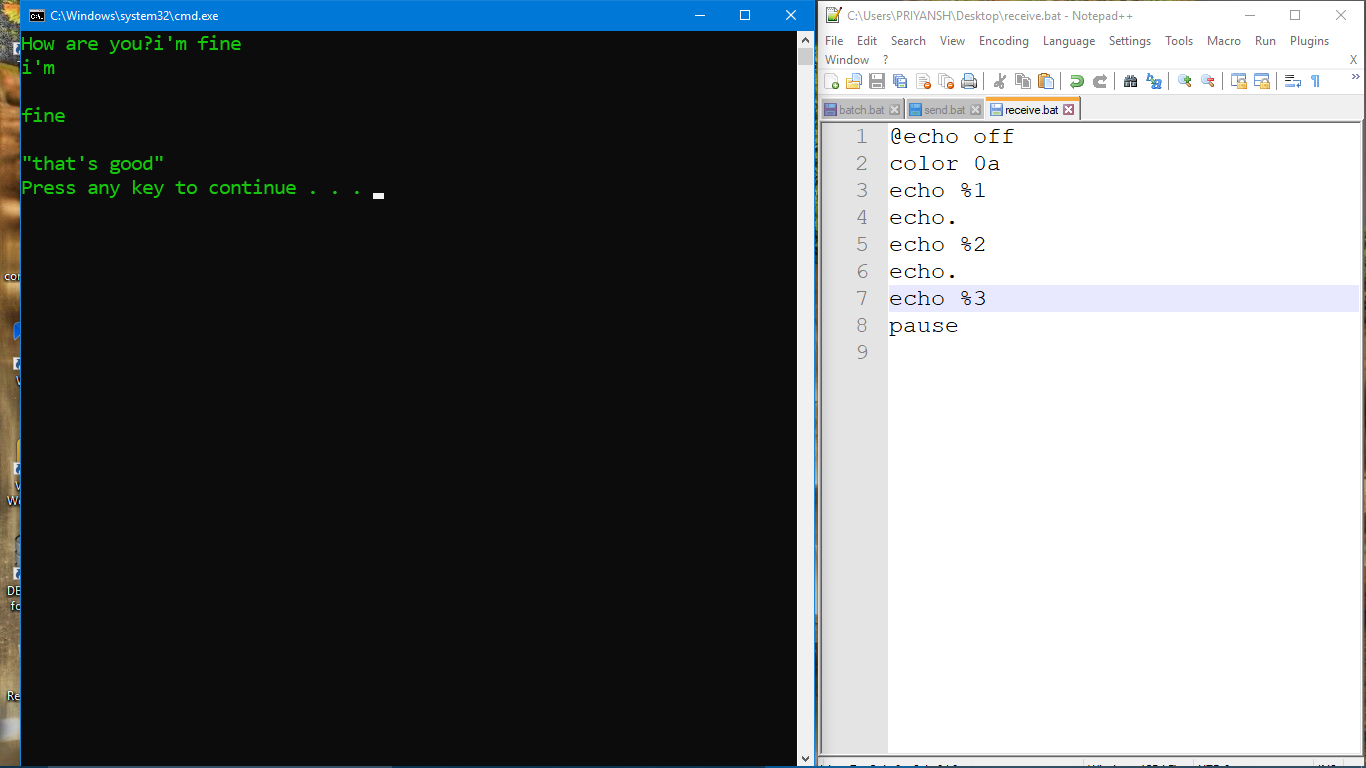 C:\Windows\system32\cmd.exe
How are you?i'm fine
i'm
fine
"that's good"
Press any key to continue . . .
C:\Users\PRIYANSH\Desktop\receive.bat - Notepad++
File Edit Search View Encoding Language Settings Tools Macro Run Plugins
Window ? X
batch.bat send.bat receive.bat
1 @echo off
2 color 0a
3 echo %1
4 echo.
5 echo %2
6 echo.
7 echo %3
8 pause
9